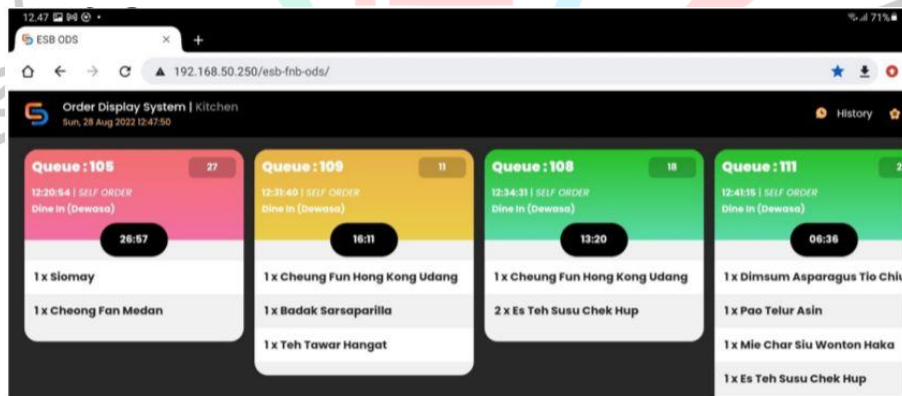 12.47
71%
ESB ODS
192.168.50.250/esb-fnb-ods/
Order Display System | Kitchen
Sun, 28 Aug 2022 12:47:50
History
Queue : 105
27
12:20:54 | SELF ORDER
Dine In (Dewasa)
26:57
1 x Siomay
1 x Cheong Fan Medan
Queue : 109
11
12:31:40 | SELF ORDER
Dine In (Dewasa)
16:11
1 x Cheung Fun Hong Kong Udang
1 x Badak Sarsaparilla
1 x Teh Tawar Hangat
Queue : 108
18
12:34:31 | SELF ORDER
Dine In (Dewasa)
13:20
1 x Cheung Fun Hong Kong Udang
2 x Es Teh Susu Chek Hup
Queue : 111
12:41:15 | SELF ORDER
Dine In (Dewasa)
06:36
1 x Dimsum Asparagus Tio Chiu
1 x Pao Telur Asin
1 x Mie Char Siu Wonton Haka
1 x Es Teh Susu Chek Hup